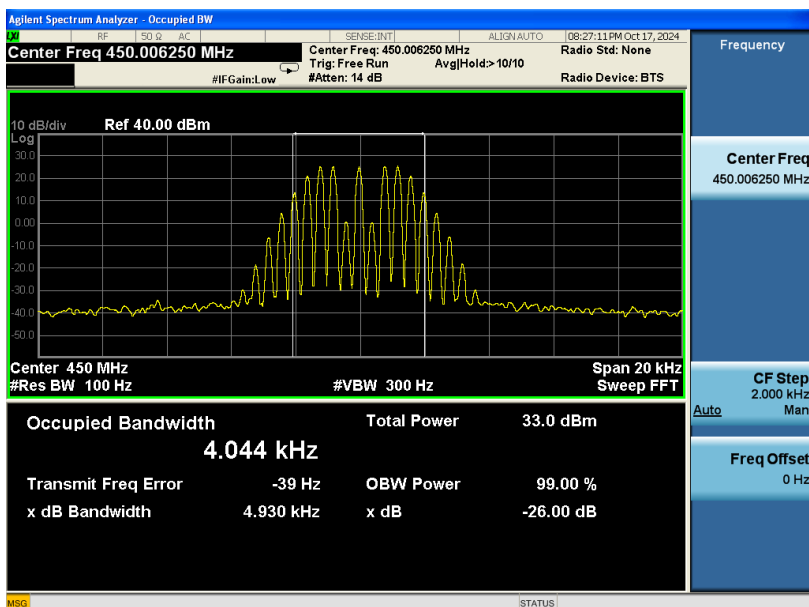 Agilent Spectrum Analyzer - Occupied BW
LXI RF 50 Ω AC SENSE:INT ALIGN AUTO 08:27:11 PM Oct 17, 2024
Center Freq 450.006250 MHz
Center Freq: 450.006250 MHz
Radio Std: None
Trig: Free Run Avg|Hold:> 10/10
#IFGain:Low #Atten: 14 dB
Radio Device: BTS
Frequency
10 dB/div Ref 40.00 dBm
Log
30.0
20.0
10.0
0.00
-10.0
-20.0
-30.0
-40.0
-50.0
Center 450 MHz Span 20 kHz
#Res BW 100 Hz #VBW 300 Hz Sweep FFT
Occupied Bandwidth Total Power 33.0 dBm
4.044 kHz
Transmit Freq Error -39 Hz OBW Power 99.00 %
x dB Bandwidth 4.930 kHz x dB -26.00 dB
Center Freq
450.006250 MHz
CF Step
2.000 kHz
Auto Man
Freq Offset
0 Hz
MSG STATUS